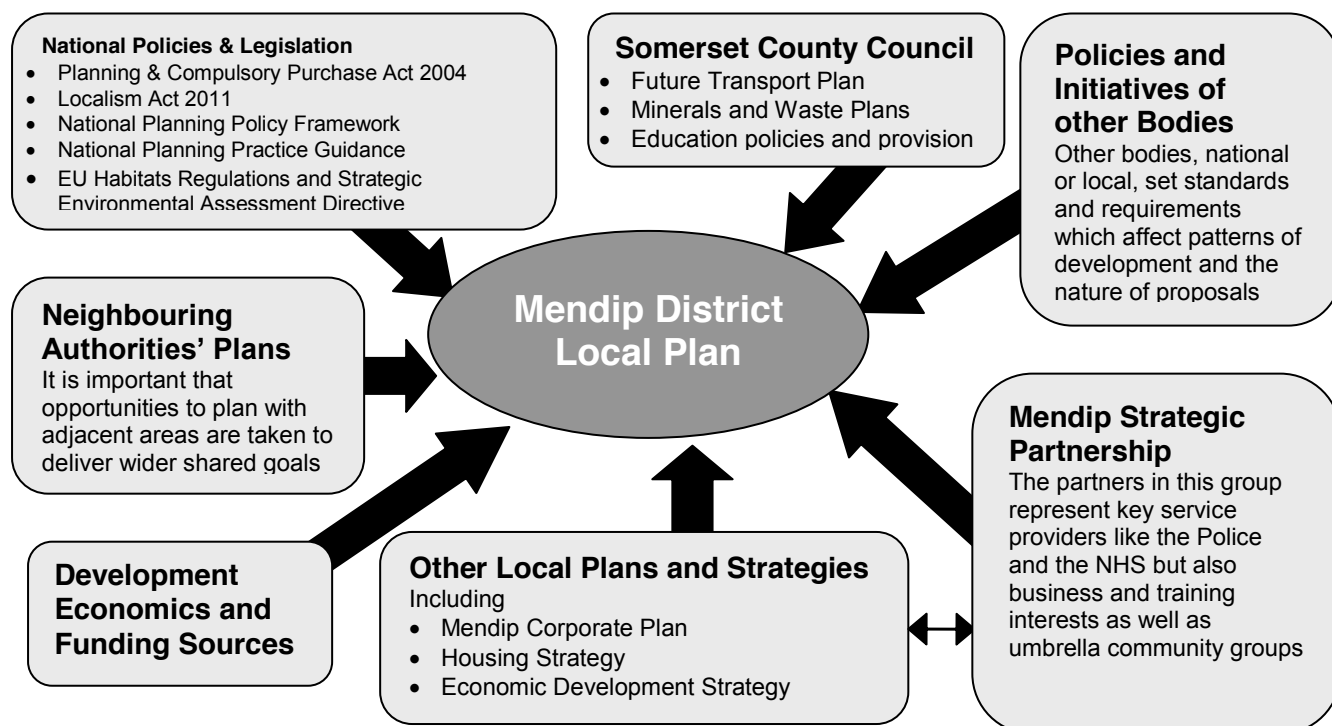 National Policies & Legislation
• Planning & Compulsory Purchase Act 2004
• Localism Act 2011
• National Planning Policy Framework
• National Planning Practice Guidance
• EU Habitats Regulations and Strategic
Environmental Assessment Directive
Somerset County Council
• Future Transport Plan
• Minerals and Waste Plans
• Education policies and provision
Policies and
Initiatives of
other Bodies
Other bodies, national
or local, set standards
and requirements
which affect patterns of
development and the
nature of proposals
Mendip District
Local Plan
Neighbouring
Authorities’ Plans
It is important that
opportunities to plan with
adjacent areas are taken to
deliver wider shared goals
Mendip Strategic
Partnership
The partners in this group
represent key service
providers like the Police
and the NHS but also
business and training
interests as well as
umbrella community groups
Development
Economics and
Funding Sources
Other Local Plans and Strategies
Including
• Mendip Corporate Plan
• Housing Strategy
• Economic Development Strategy